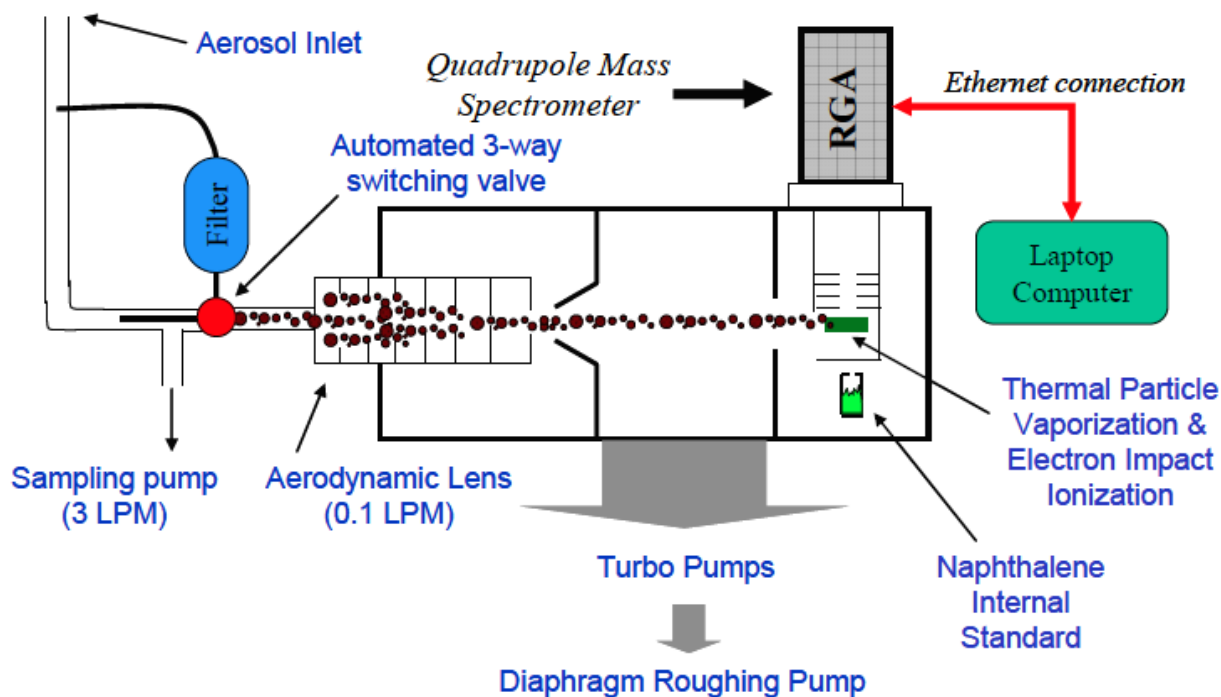 Aerosol Inlet
Quadrupole Mass
Spectrometer
RGA
Ethernet connection
Automated 3-way
switching valve
Filter
Laptop
Computer
Sampling pump
(3 LPM)
Aerodynamic Lens
(0.1 LPM)
Thermal Particle
Vaporization &
Electron Impact
Ionization
Turbo Pumps
Naphthalene
Internal
Standard
Diaphragm Roughing Pump